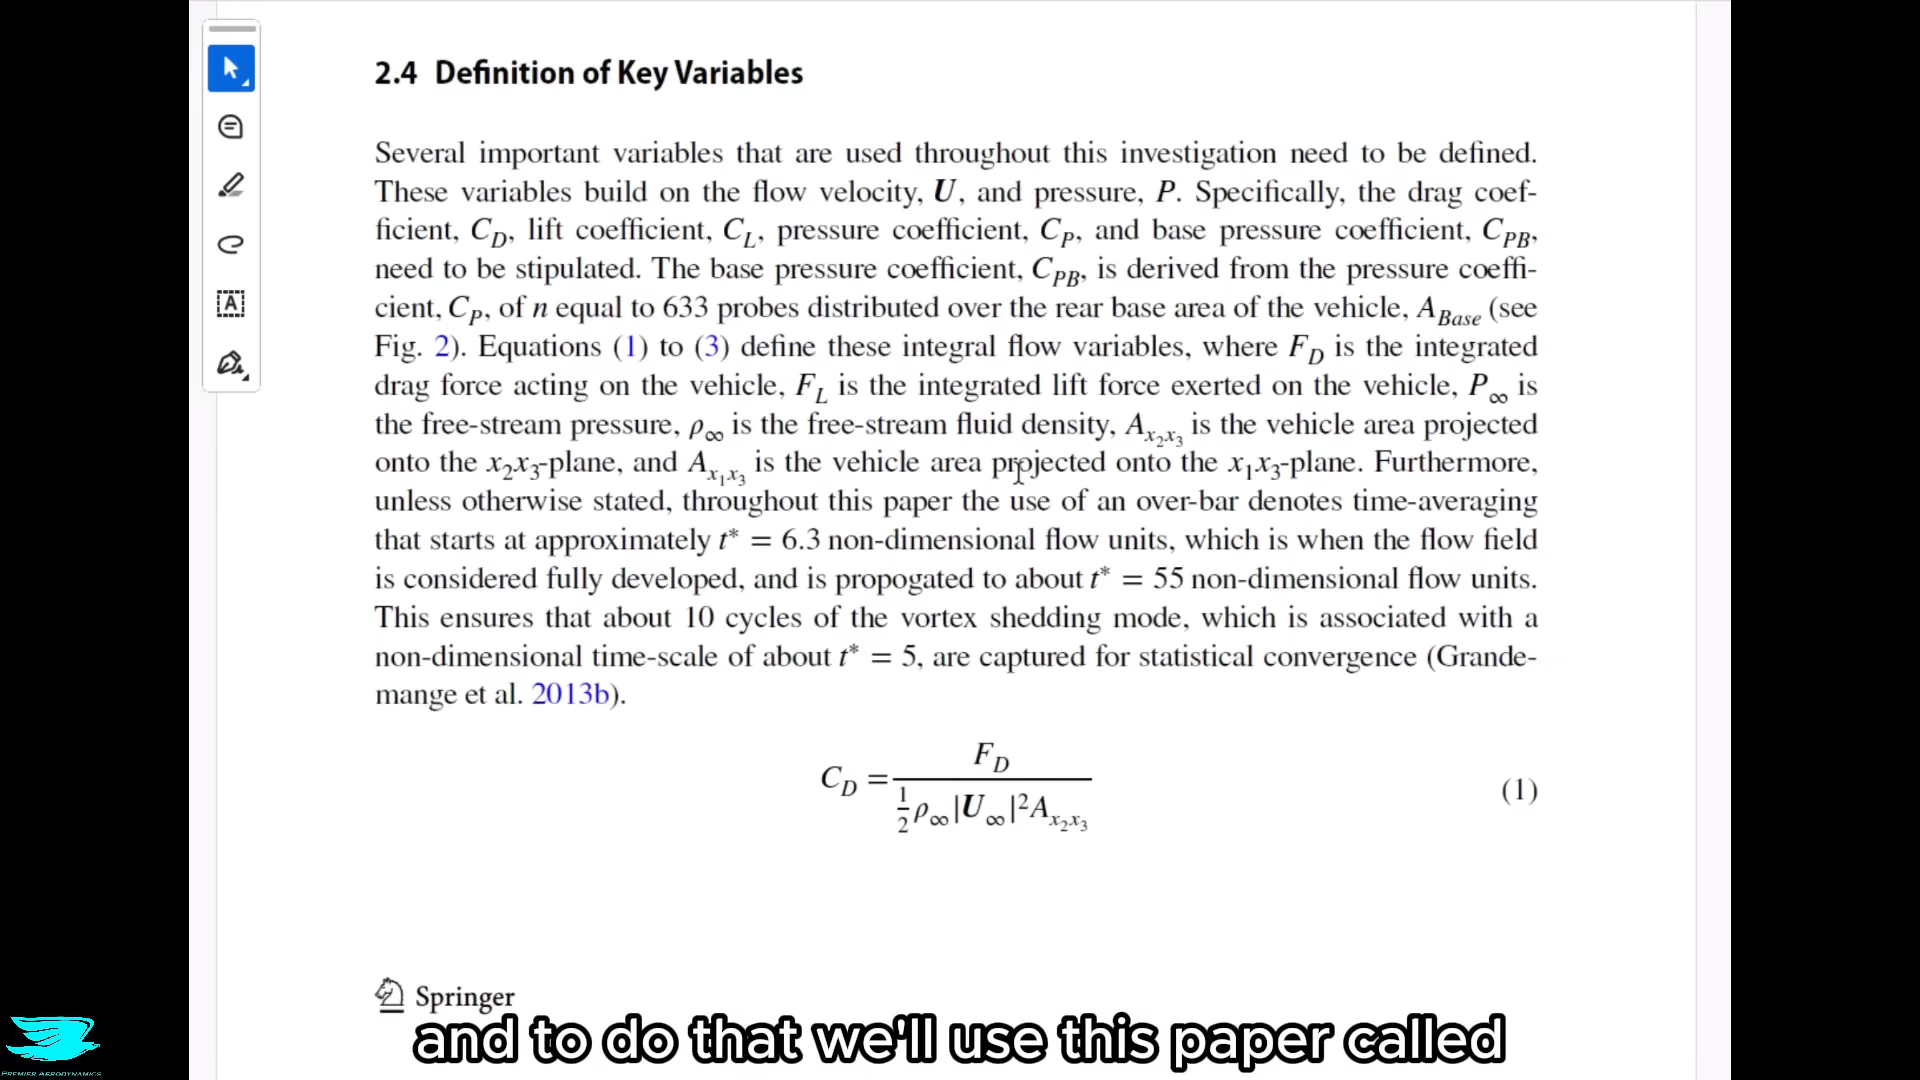 2.4 Definition of Key Variables
Several important variables that are used throughout this investigation need to be defined.
These variables build on the flow velocity, U, and pressure, P. Specifically, the drag coef-
ficient, C_D, lift coefficient, C_L, pressure coefficient, C_P, and base pressure coefficient, C_PB,
need to be stipulated. The base pressure coefficient, C_PB, is derived from the pressure coeffi-
cient, C_P, of n equal to 633 probes distributed over the rear base area of the vehicle, A_Base (see
Fig. 2). Equations (1) to (3) define these integral flow variables, where F_D is the integrated
drag force acting on the vehicle, F_L is the integrated lift force exerted on the vehicle, P_∞ is
the free-stream pressure, ρ_∞ is the free-stream fluid density, A_x₂x₃ is the vehicle area projected
onto the x₂x₃-plane, and A_x₁x₃ is the vehicle area projected onto the x₁x₃-plane. Furthermore,
unless otherwise stated, throughout this paper the use of an over-bar denotes time-averaging
that starts at approximately t* = 6.3 non-dimensional flow units, which is when the flow field
is considered fully developed, and is propogated to about t* = 55 non-dimensional flow units.
This ensures that about 10 cycles of the vortex shedding mode, which is associated with a
non-dimensional time-scale of about t* = 5, are captured for statistical convergence (Grande-
mange et al. 2013b).
C_D = F_D / (½ ρ_∞ |U_∞|² A_x₂x₃) (1)
Springer
and to do that we'll use this paper called
PREMIER AERODYNAMICS